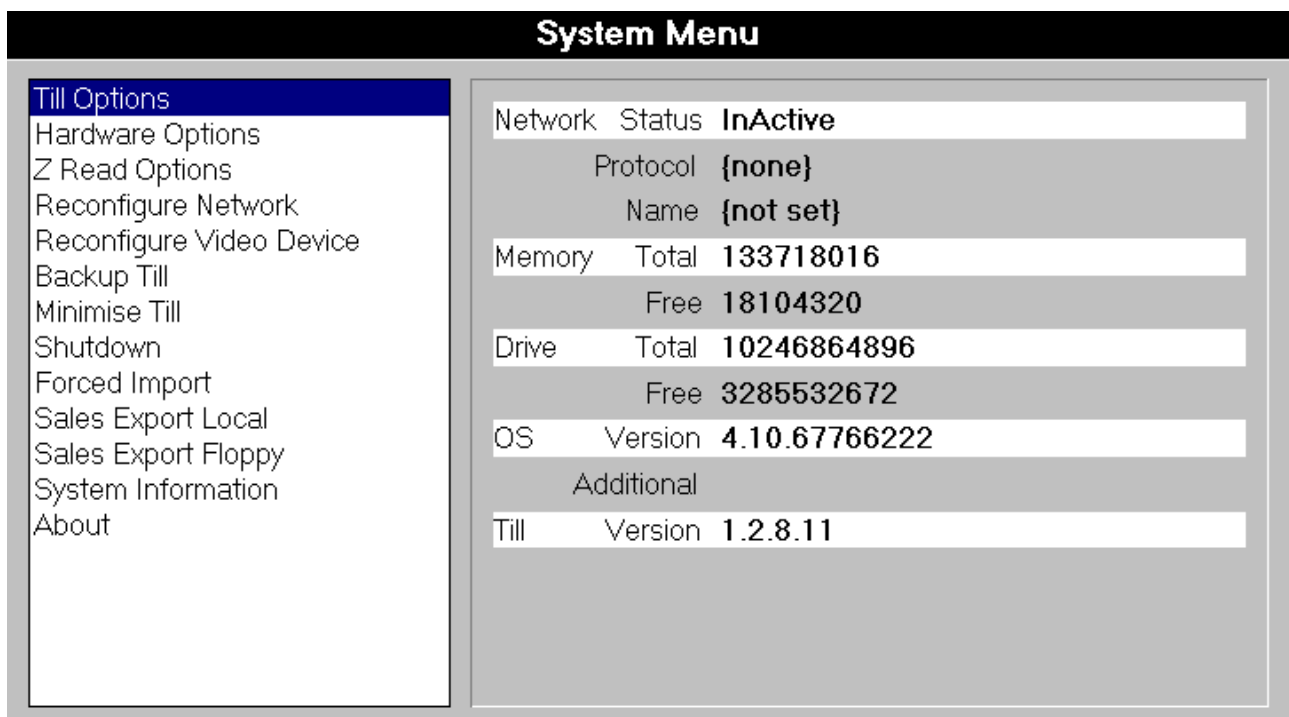 System Menu
Till Options
Hardware Options
Z Read Options
Reconfigure Network
Reconfigure Video Device
Backup Till
Minimise Till
Shutdown
Forced Import
Sales Export Local
Sales Export Floppy
System Information
About
Network Status InActive
Protocol {none}
Name {not set}
Memory Total 133718016
Free 18104320
Drive Total 10246864896
Free 3285532672
OS Version 4.10.67766222
Additional
Till Version 1.2.8.11